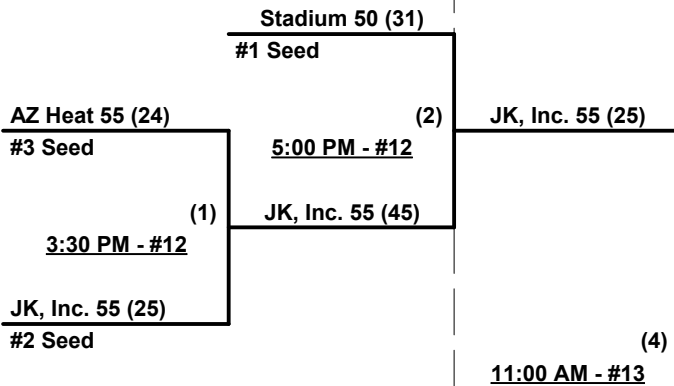 Stadium 50 (31)
#1 Seed
AZ Heat 55 (24)
(2)
JK, Inc. 55 (25)
#3 Seed
5:00 PM - #12
(1)
JK, Inc. 55 (45)
3:30 PM - #12
JK, Inc. 55 (25)
#2 Seed
(4)
11:00 AM - #13